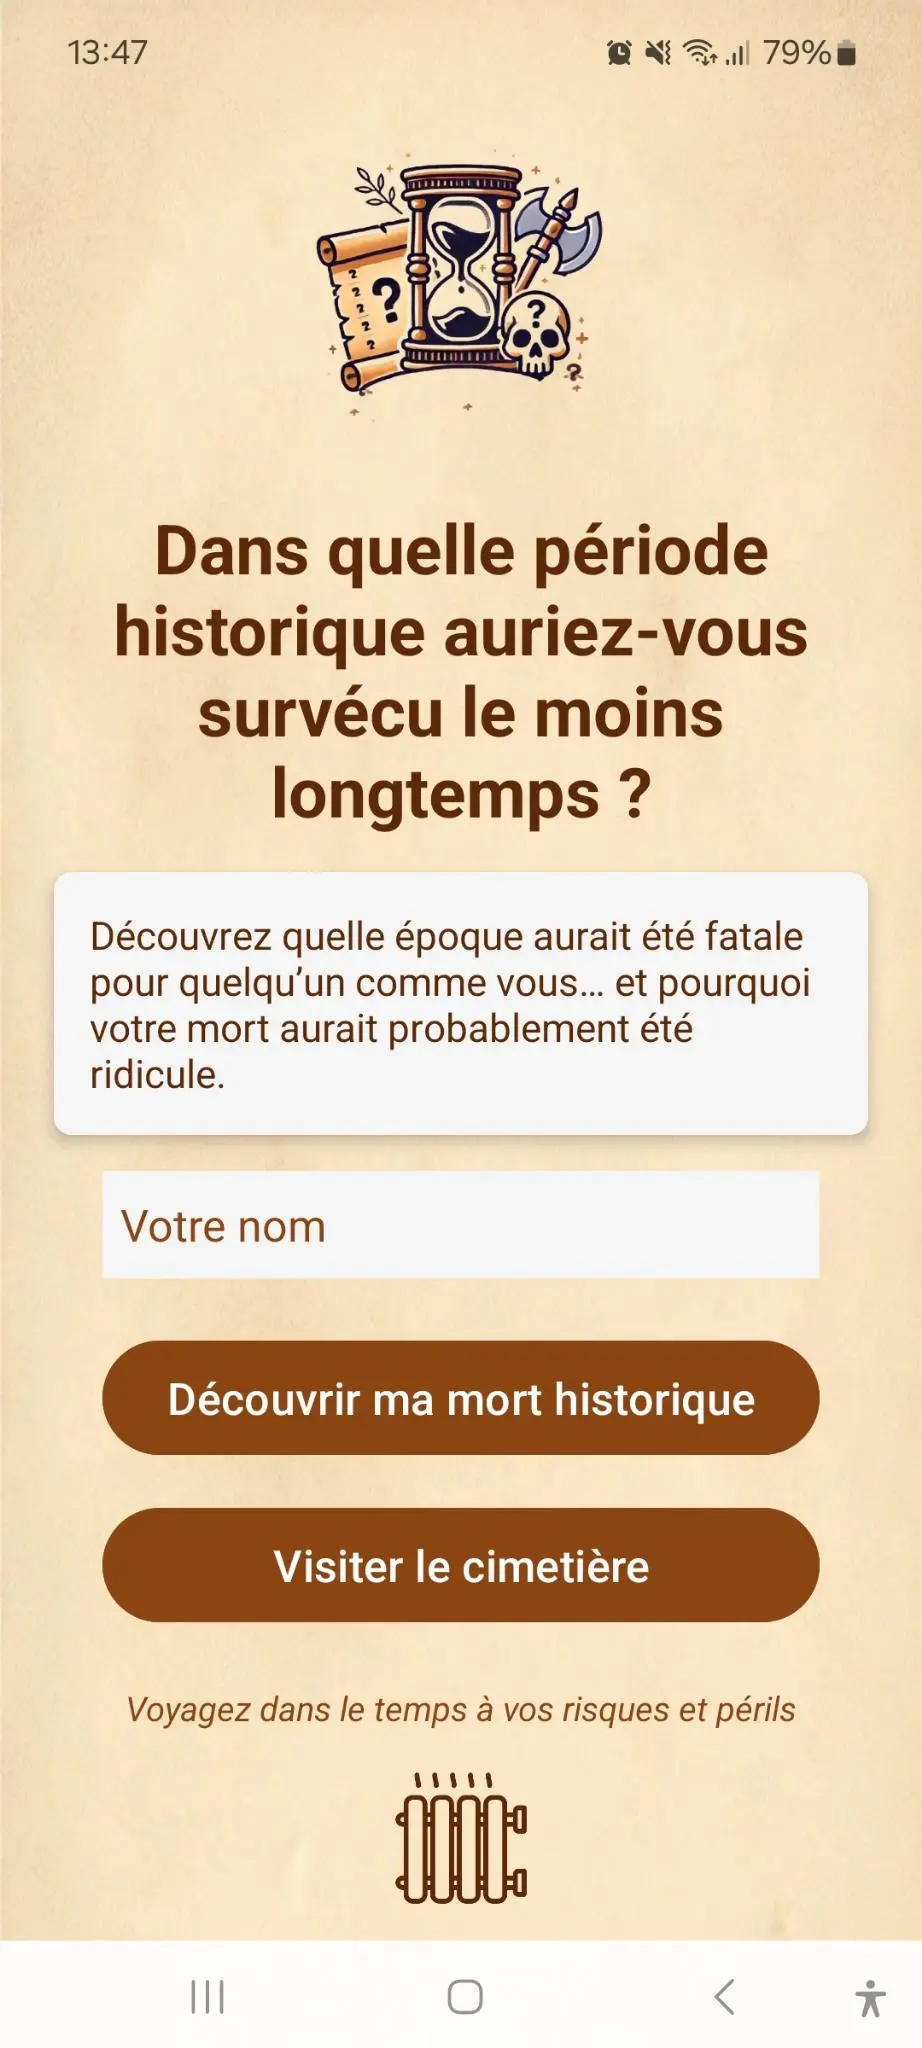 13:47
79%
?
?
?
?
?
?
?
?
Dans quelle période
historique auriez-vous
survécu le moins
longtemps ?
Découvrez quelle époque aurait été fatale
pour quelqu’un comme vous... et pourquoi
votre mort aurait probablement été
ridicule.
Votre nom
Découvrir ma mort historique
Visiter le cimetière
Voyagez dans le temps à vos risques et périls